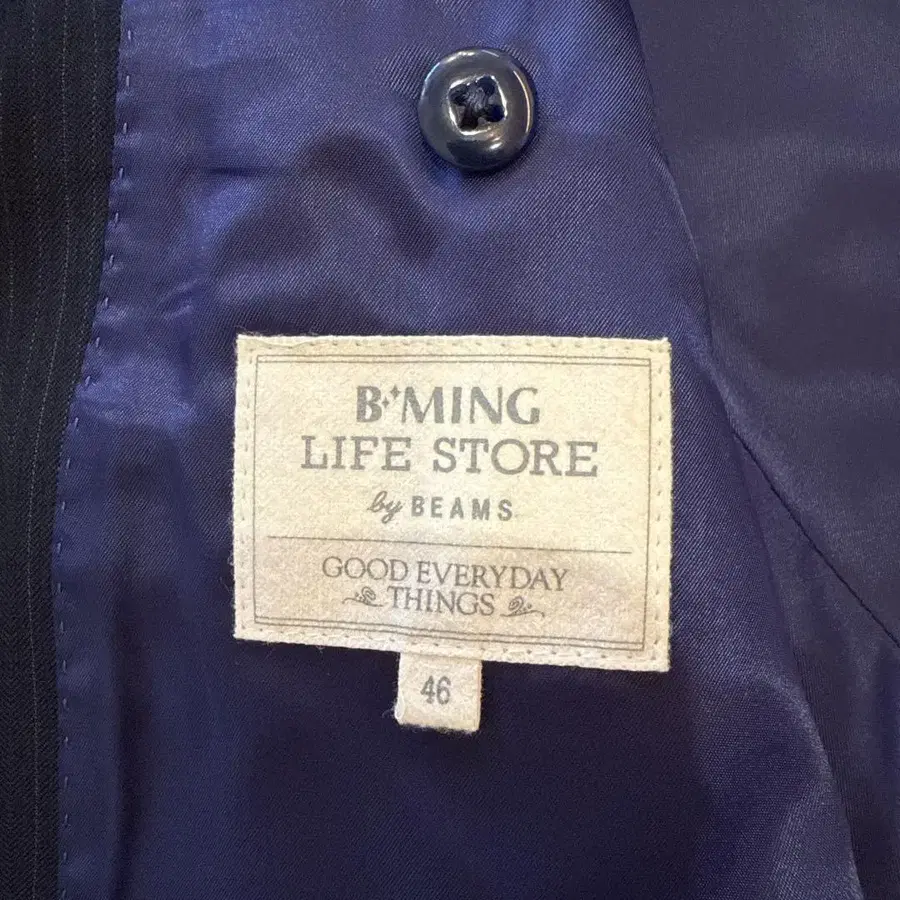 B✦✦MING
LIFE STORE
by BEAMS
GOOD EVERYDAY
THINGS
46